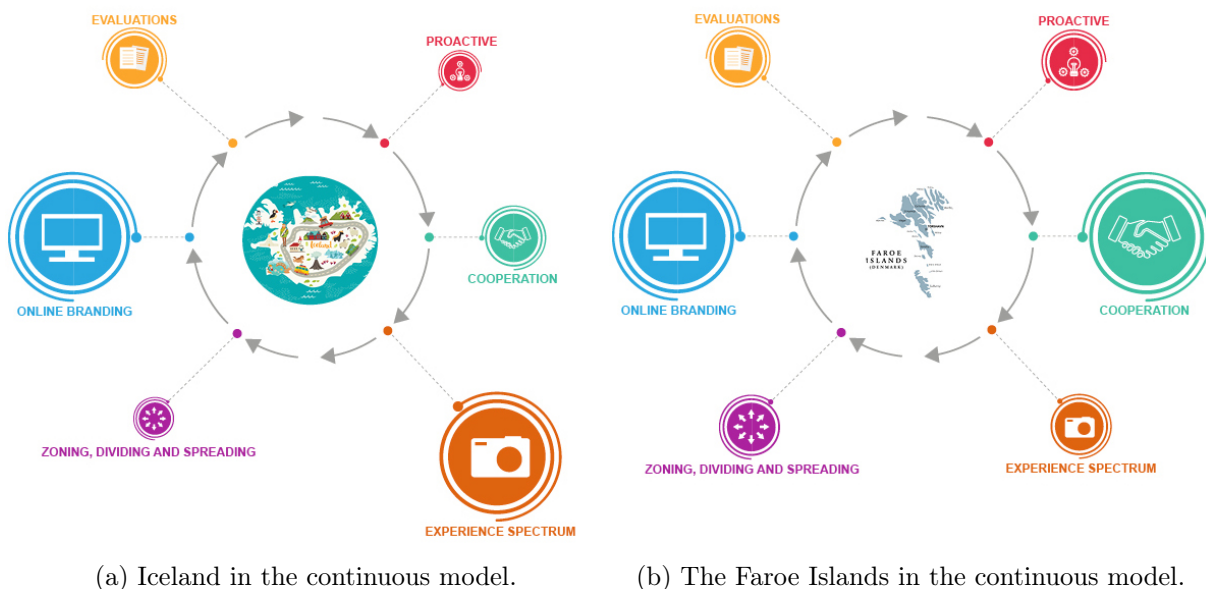 EVALUATIONS
PROACTIVE
Iceland
COOPERATION
ONLINE BRANDING
ZONING, DIVIDING AND SPREADING
EXPERIENCE SPECTRUM
(a) Iceland in the continuous model.
EVALUATIONS
PROACTIVE
FAROE
ISLANDS
(DENMARK)
COOPERATION
ONLINE BRANDING
ZONING, DIVIDING AND SPREADING
EXPERIENCE SPECTRUM
(b) The Faroe Islands in the continuous model.